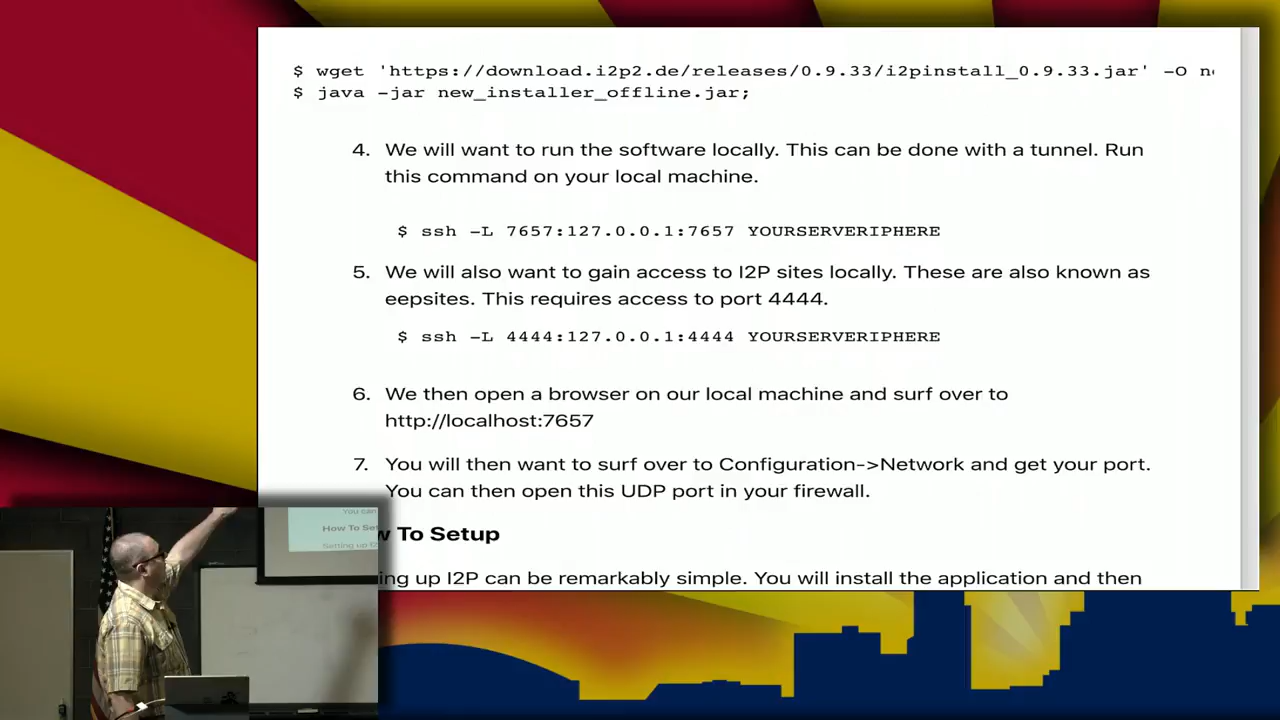 $ wget 'https://download.i2p2.de/releases/0.9.33/i2pinstall_0.9.33.jar' -O
$ java -jar new_installer_offline.jar;
4. We will want to run the software locally. This can be done with a tunnel. Run
this command on your local machine.
$ ssh -L 7657:127.0.0.1:7657 YOURSERVERIPHERE
5. We will also want to gain access to I2P sites locally. These are also known as
eepsites. This requires access to port 4444.
$ ssh -L 4444:127.0.0.1:4444 YOURSERVERIPHERE
6. We then open a browser on our local machine and surf over to
http://localhost:7657
7. You will then want to surf over to Configuration->Network and get your port.
You can then open this UDP port in your firewall.
To Setup
up I2P can be remarkably simple. You will install the application and then
You can
How To Set
Setting up